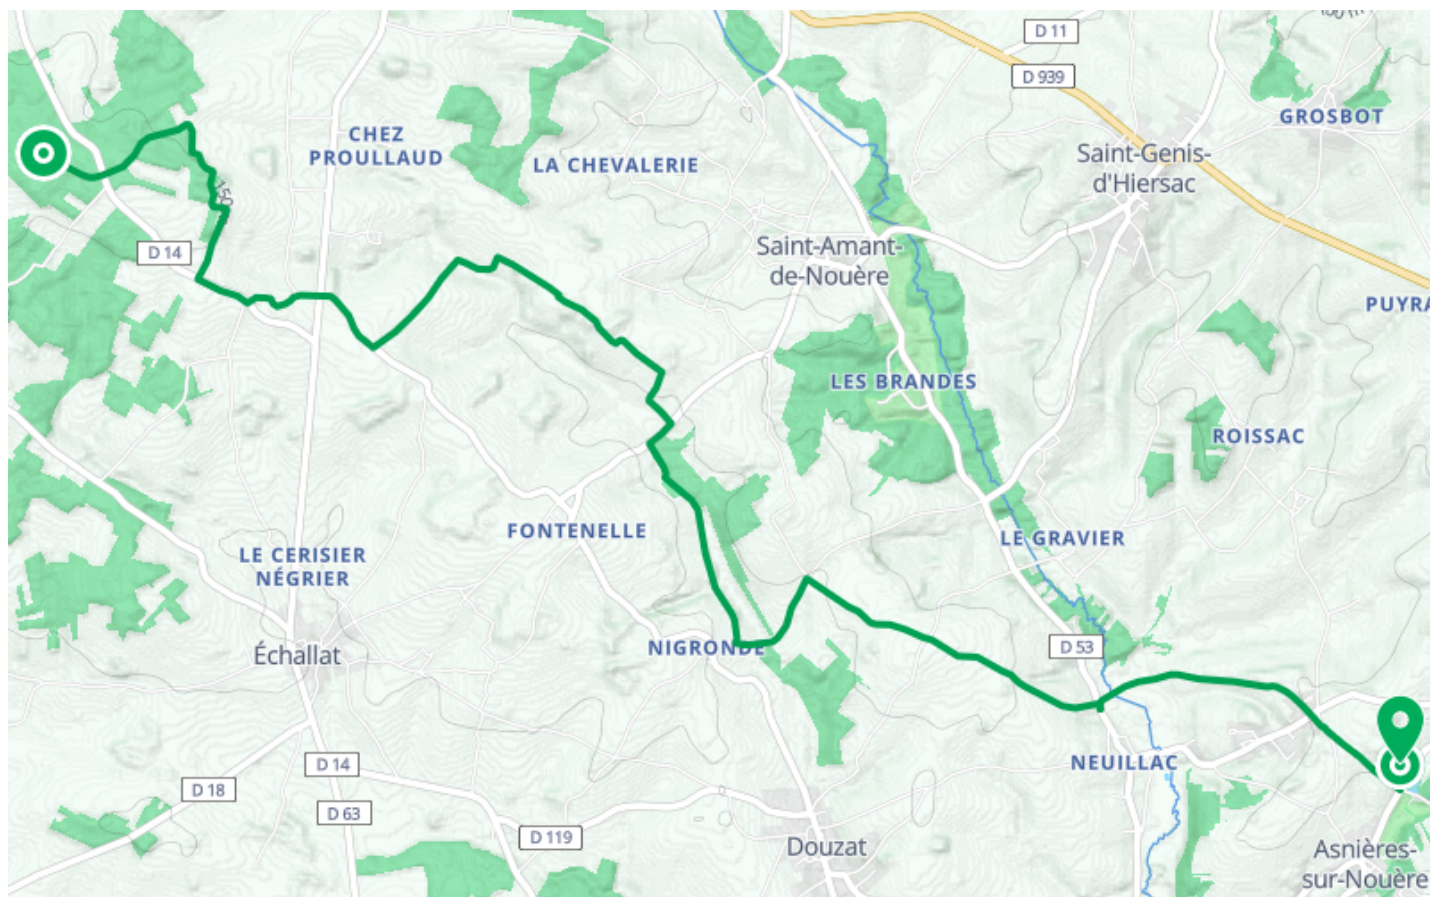 D 11
D 939
GROSBOT
CHEZ
PROULLAUD
LA CHEVALERIE
Saint-Genis-
d'Hiersac
150
D 14
Saint-Amant-
de-Nouère
PUYRA
LES BRANDES
ROISSAC
FONTENELLE
LE GRAVIER
LE CERISIER
NÉGRIER
Échallat
NIGRONDE
D 53
NEUILLAC
D 14
D 18
D 63
D 119
Douzat
Asnières-
sur-Nouère